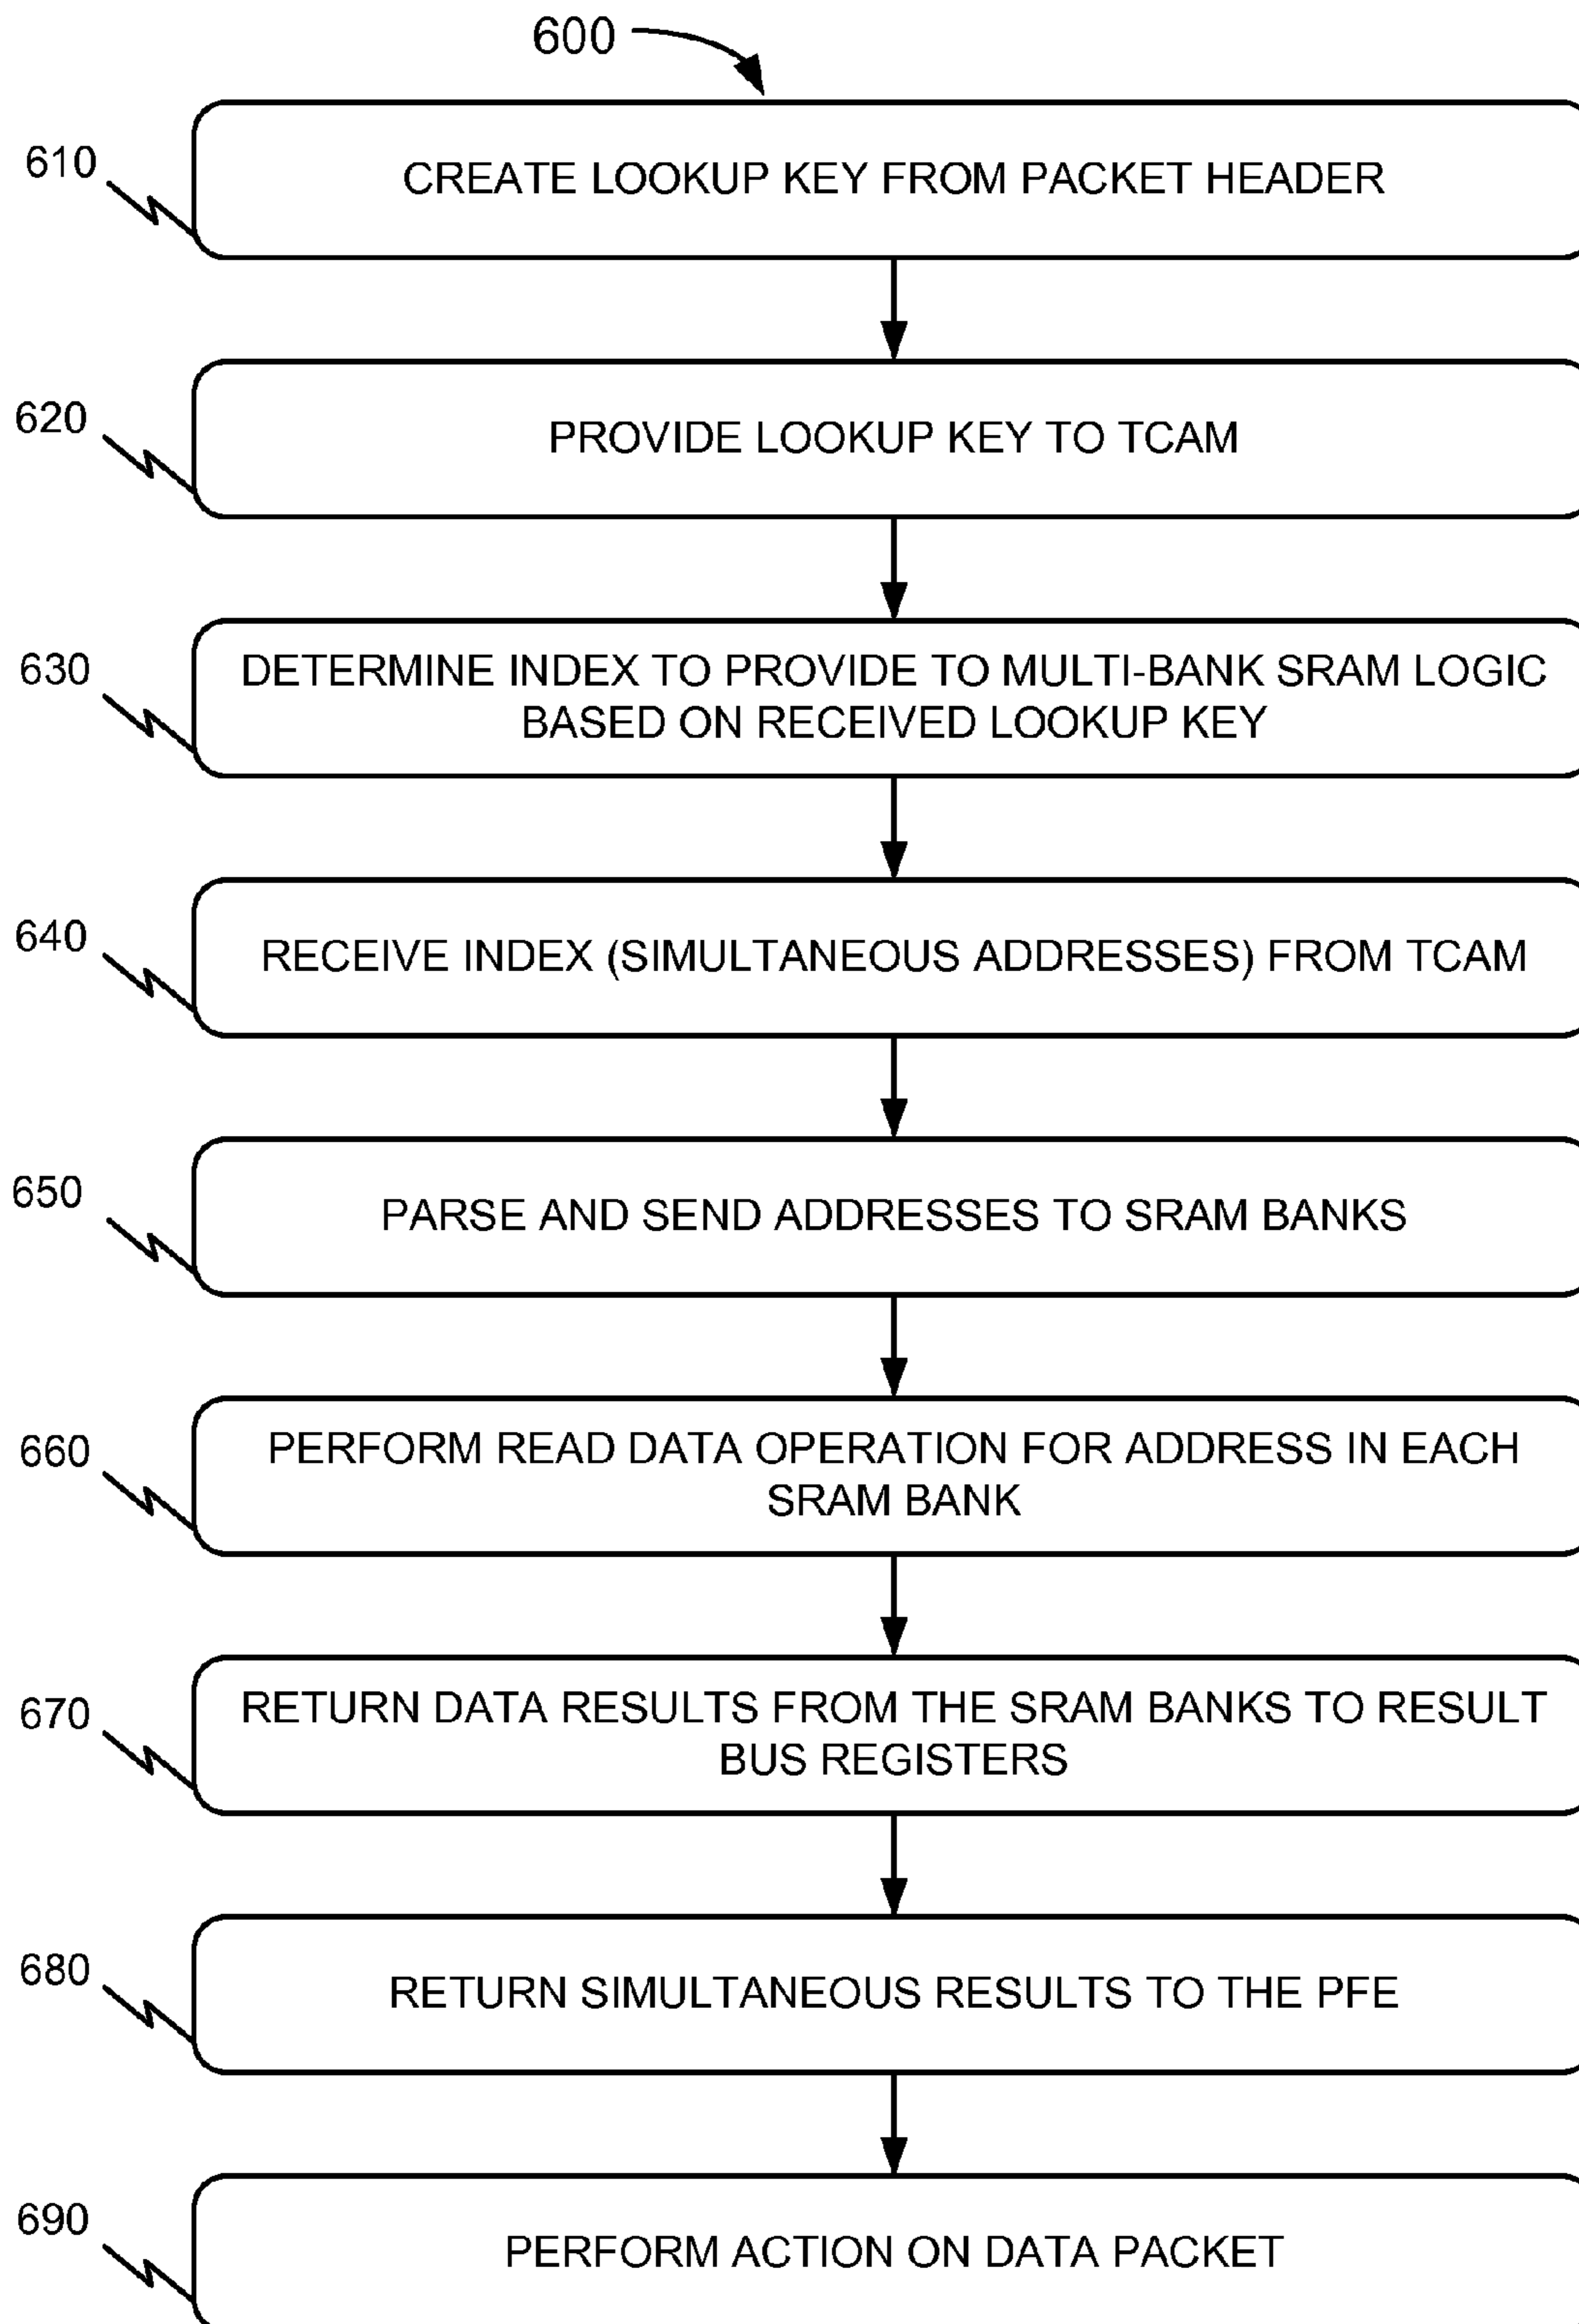 600
610
CREATE LOOKUP KEY FROM PACKET HEADER
620
PROVIDE LOOKUP KEY TO TCAM
630
DETERMINE INDEX TO PROVIDE TO MULTI-BANK SRAM LOGIC
BASED ON RECEIVED LOOKUP KEY
640
RECEIVE INDEX (SIMULTANEOUS ADDRESSES) FROM TCAM
650
PARSE AND SEND ADDRESSES TO SRAM BANKS
660
PERFORM READ DATA OPERATION FOR ADDRESS IN EACH
SRAM BANK
670
RETURN DATA RESULTS FROM THE SRAM BANKS TO RESULT
BUS REGISTERS
680
RETURN SIMULTANEOUS RESULTS TO THE PFE
690
PERFORM ACTION ON DATA PACKET